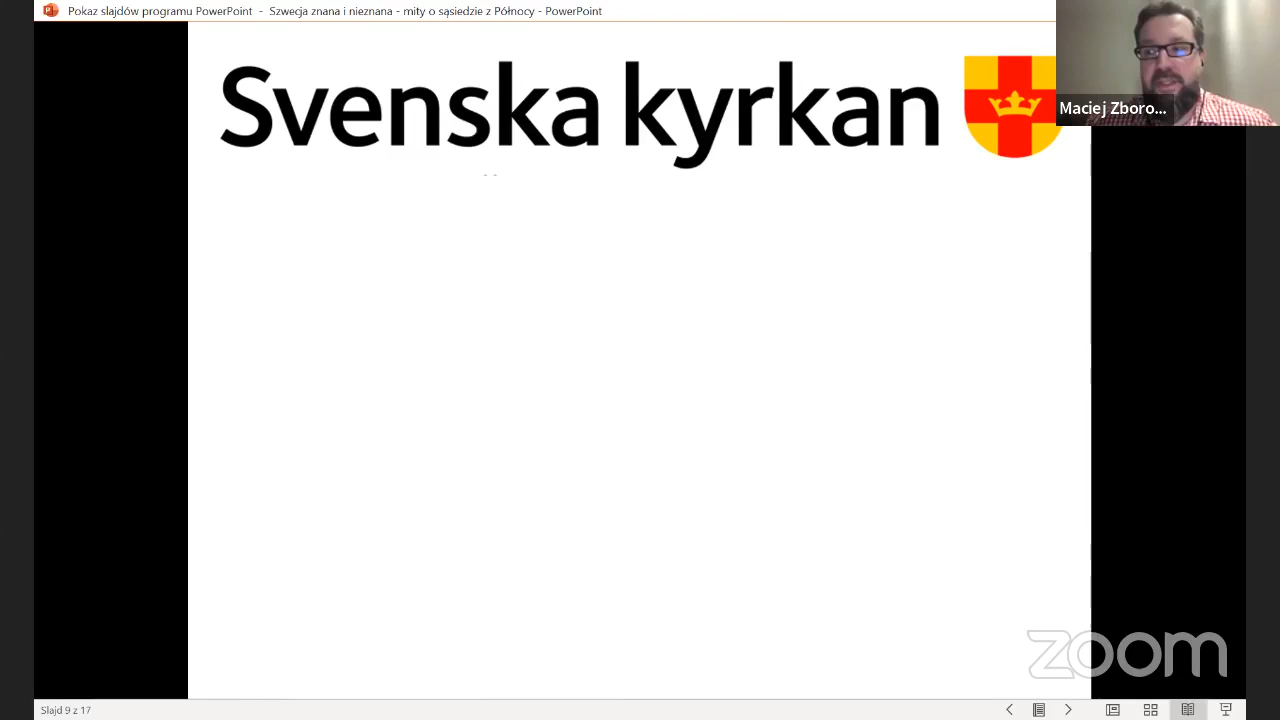 Pokaz slajdów programu PowerPoint - Szwecja znana i nieznana - mity o sąsiedzie z Północy - PowerPoint
Svenska kyrkan
Maciej Zboro...
zoom
Slajd 9 z 17